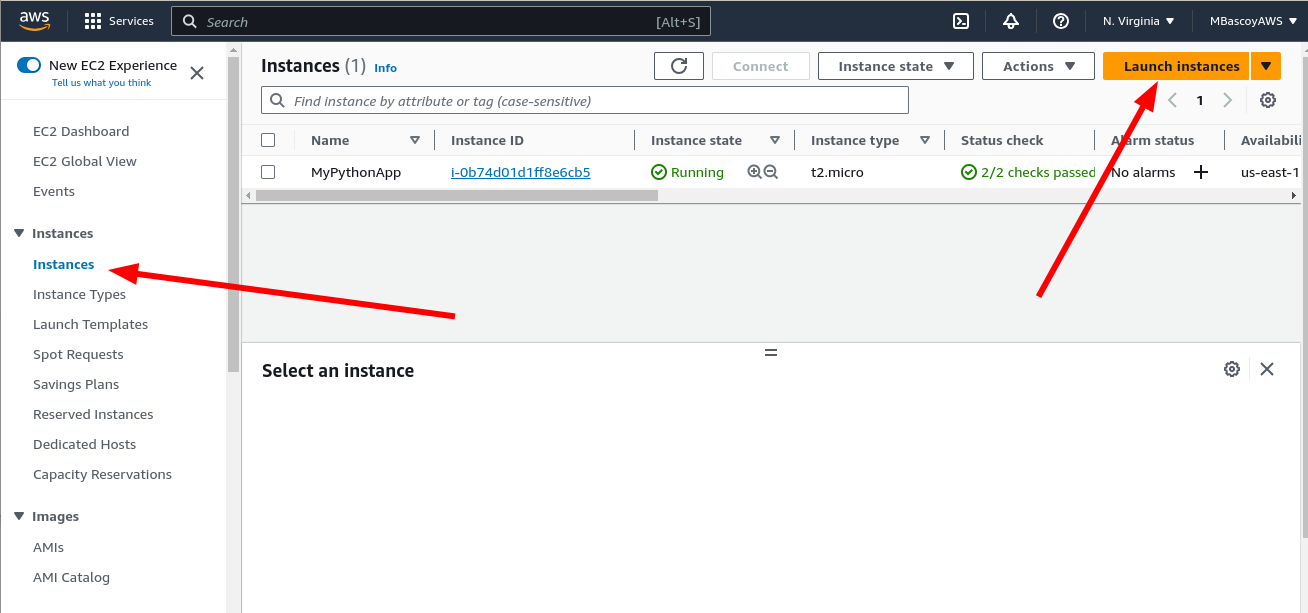 aws Services Search [Alt+S] N. Virginia MBascoyAWS
New EC2 Experience
Tell us what you think
EC2 Dashboard
EC2 Global View
Events
Instances
Instances
Instance Types
Launch Templates
Spot Requests
Savings Plans
Reserved Instances
Dedicated Hosts
Capacity Reservations
Images
AMIs
AMI Catalog
Instances (1) Info Connect Instance state Actions Launch instances
Find instance by attribute or tag (case-sensitive) 1
Name Instance ID Instance state Instance type Status check Alarm status Availabili
MyPythonApp i-0b74d01d1ff8e6cb5 Running t2.micro 2/2 checks passed No alarms + us-east-1
Select an instance